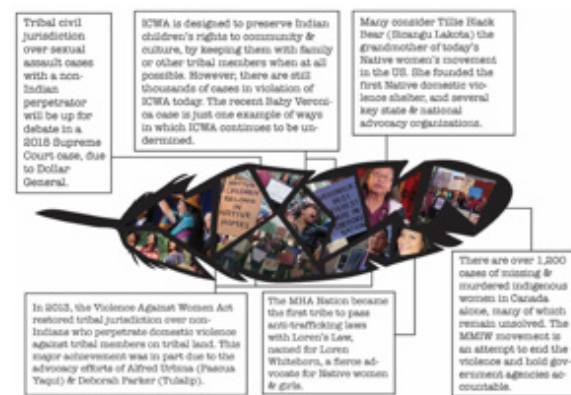 Tribal civil
jurisdiction
over sexual
assault cases
with a non-
Indian
perpetrator
will be up for
debate in a
2015 Supreme
Court case, due
to Dollar
General.
ICWA is designed to preserve Indian
children's rights to community &
culture, by keeping them with family
or other tribal members when at all
possible. However, there are still
thousands of cases in violation of
ICWA today. The recent Baby Veroni-
ca case is just one example of ways
in which ICWA continues to be un-
dermined.
Many consider Tillie Black
Bear (Sicangu Lakota) the
grandmother of today's
Native women's movement
in the US. She founded the
first Native domestic vio-
lence shelter, and several
key state & national
advocacy organizations.
NATIVE
CHILDREN
BELONG IN
NATIVE
HOMES
In 2013, the Violence Against Women Act
restored tribal jurisdiction over non-
Indians who perpetrate domestic violence
against tribal members on tribal land. This
major achievement was in part due to the
advocacy efforts of Alfred Urbina (Pascua
Yaqui) & Deborah Parker (Tulalip).
The MHA Nation became
the first tribe to pass
anti-trafficking laws
with Loren's Law,
named for Loren
Whitehorn, a fierce ad-
vocate for Native women
& girls.
There are over 1,200
cases of missing &
murdered indigenous
women in Canada
alone, many of which
remain unsolved. The
MMIW movement is
an attempt to end the
violence and hold gov-
ernment agencies ac-
countable.